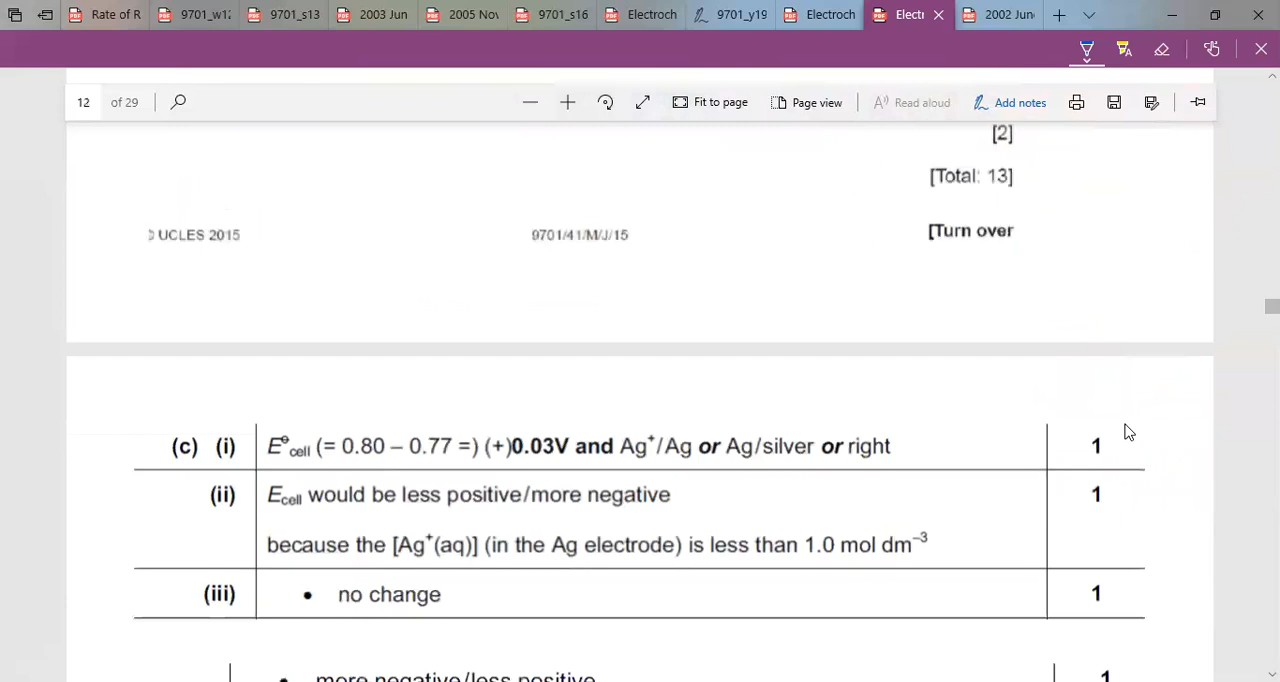 Rate of R 9701_w12 9701_s13 2003 Jun 2005 Nov 9701_s16 Electroch 9701_y19 Electroch Electr 2002 June
12 of 29 Fit to page Page view Read aloud Add notes
[2]
[Total: 13]
© UCLES 2015 9701/41/M/J/15 [Turn over
(c) (i) E⊖cell (= 0.80 – 0.77 =) (+)0.03V and Ag⁺/Ag or Ag/silver or right 1
(ii) Ecell would be less positive/more negative 1
because the [Ag⁺(aq)] (in the Ag electrode) is less than 1.0 mol dm⁻³
(iii) • no change 1
• more negative/less positive 1